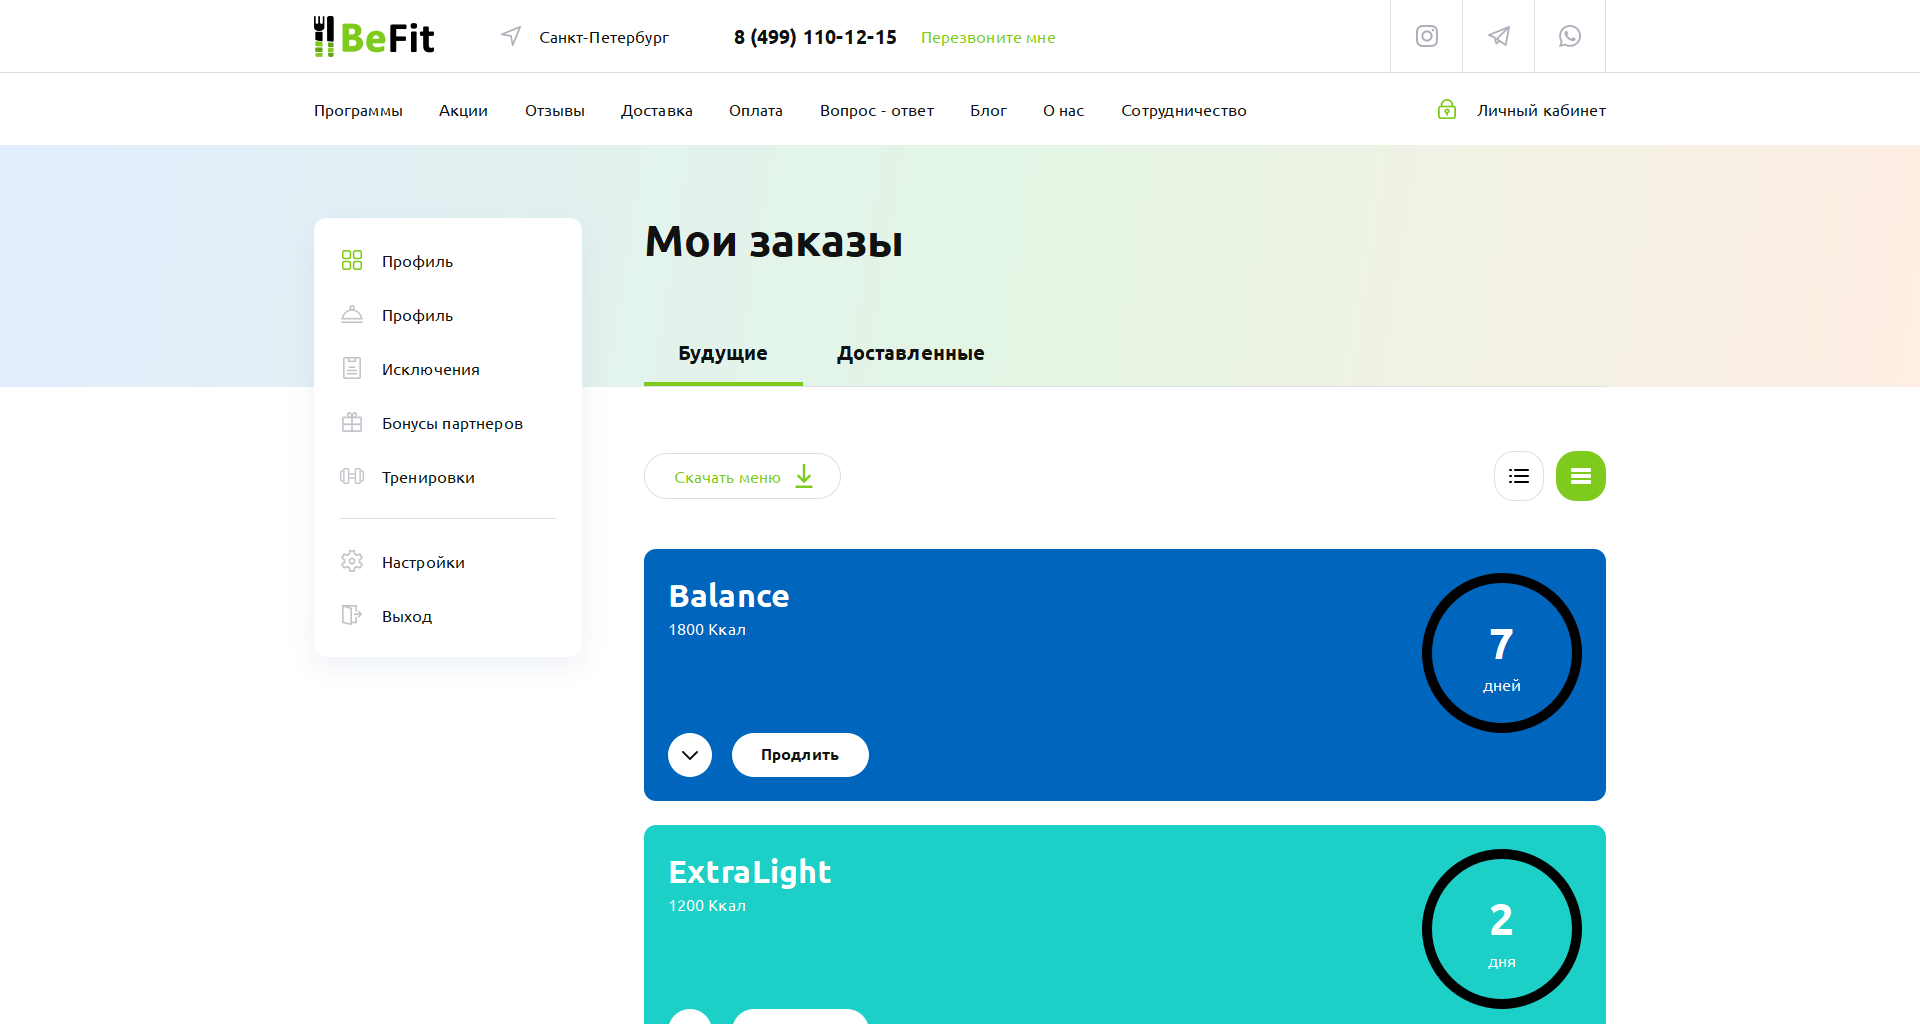 BeFit
Санкт-Петербург
8 (499) 110-12-15
Перезвоните мне
Программы
Акции
Отзывы
Доставка
Оплата
Вопрос - ответ
Блог
О нас
Сотрудничество
Личный кабинет
Профиль
Профиль
Исключения
Бонусы партнеров
Тренировки
Настройки
Выход
Мои заказы
Будущие
Доставленные
Скачать меню
Balance
1800 Ккал
7
дней
Продлить
ExtraLight
1200 Ккал
2
дня